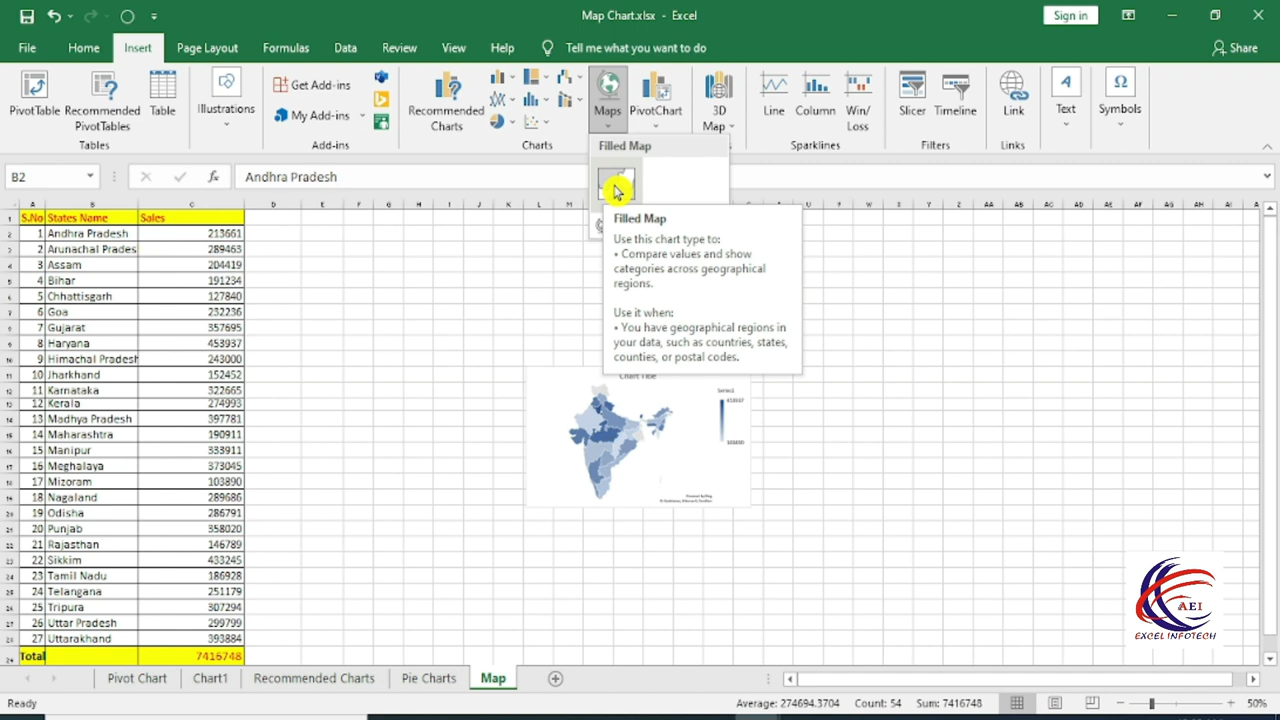 Map Chart.xlsx - Excel
Sign in
File Home Insert Page Layout Formulas Data Review View Help Tell me what you want to do Share
PivotTable
Recommended PivotTables
Table
Tables
Illustrations
Get Add-ins
My Add-ins
Add-ins
Recommended Charts
Maps
PivotChart
Charts
3D Map
Line
Column
Win/Loss
Sparklines
Slicer
Timeline
Filters
Link
Links
Text
Symbols
Filled Map
B2
fx
Andhra Pradesh
A B C D E F G H I J K L M
S.No States Name Sales
1 Andhra Pradesh 213661
2 Arunachal Prades 289463
3 Assam 204419
4 Bihar 191234
5 Chhattisgarh 127840
6 Goa 232236
7 Gujarat 357695
8 Haryana 453937
9 Himachal Pradesh 243000
10 Jharkhand 152452
11 Karnataka 322665
12 Kerala 274993
13 Madhya Pradesh 397781
14 Maharashtra 190911
15 Manipur 333911
16 Meghalaya 373045
17 Mizoram 103890
18 Nagaland 289686
19 Odisha 286791
20 Punjab 358020
21 Rajasthan 146789
22 Sikkim 433245
23 Tamil Nadu 186928
24 Telangana 251179
25 Tripura 307294
26 Uttar Pradesh 299799
27 Uttarakhand 393884
Total 7416748
Filled Map
Use this chart type to:
• Compare values and show
categories across geographical
regions.
Use it when:
• You have geographical regions in
your data, such as countries, states,
counties, or postal codes.
Chart Title
Series1
AEI
EXCEL INFOTECH
Pivot Chart Chart1 Recommended Charts Pie Charts Map
Ready
Average: 274694.3704 Count: 54 Sum: 7416748
50%